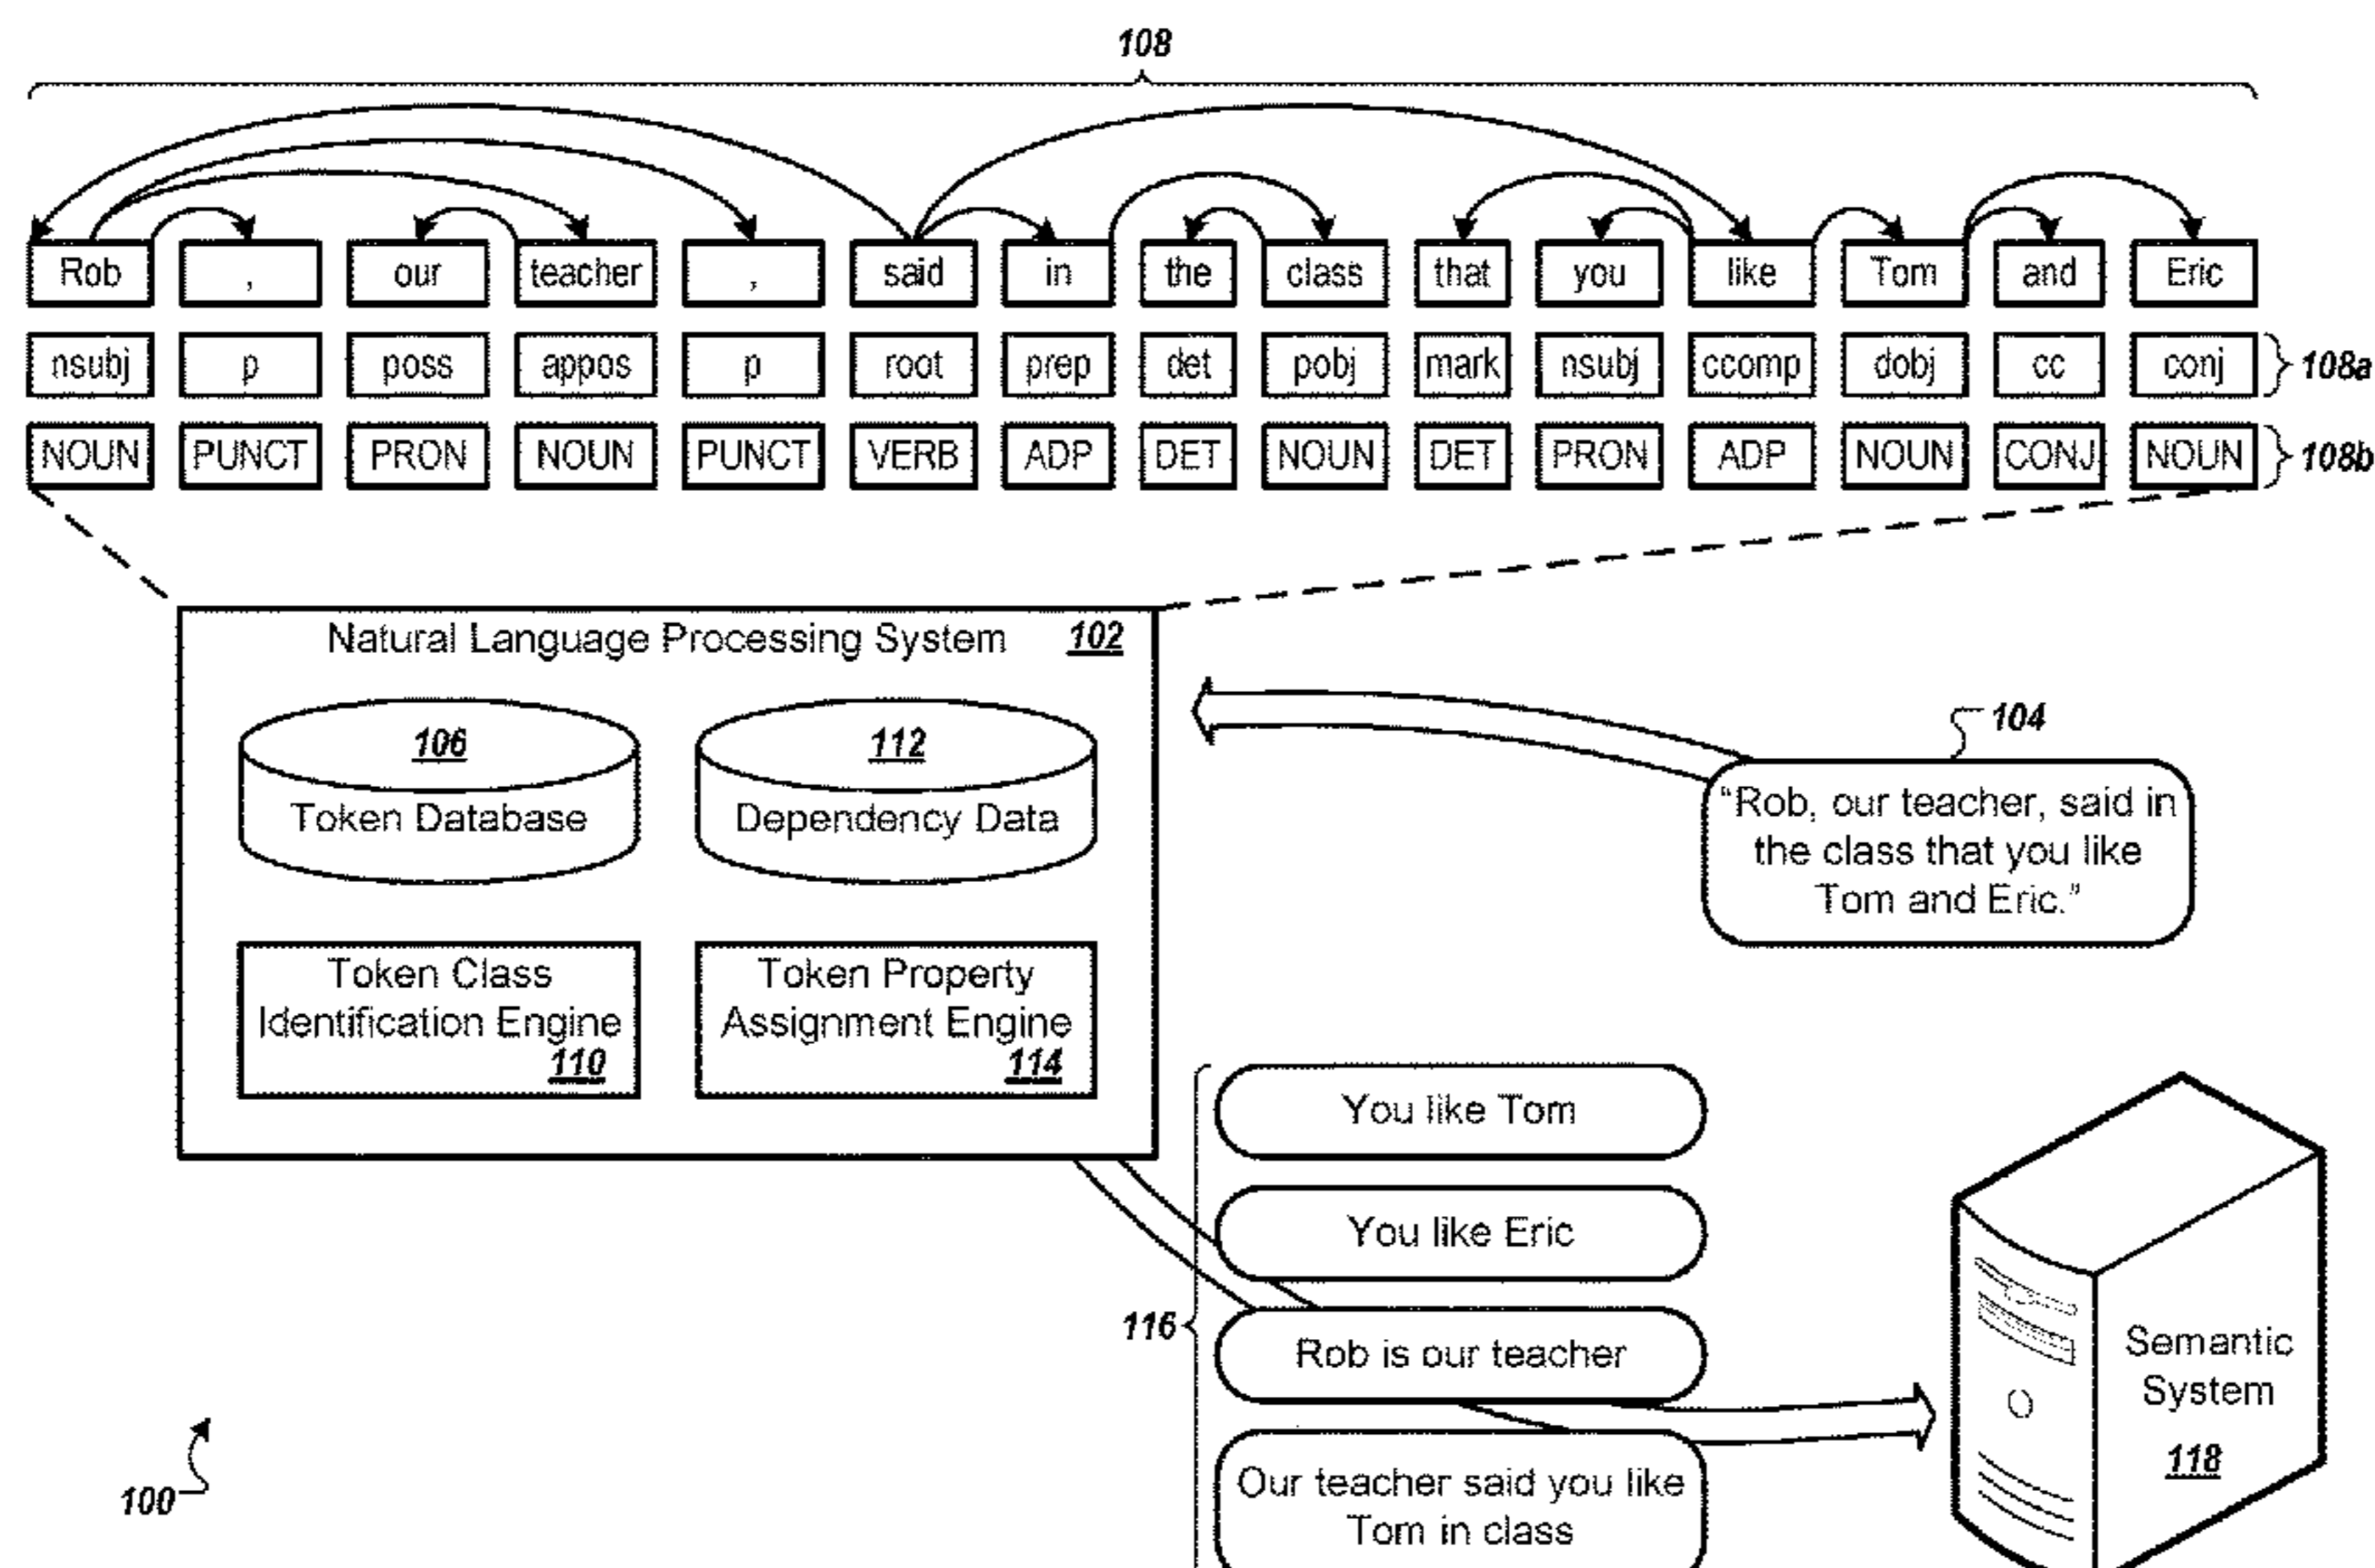 108
Rob , our teacher , said in the class that you like Tom and Eric
nsubj p poss appos p root prep det pobj mark nsubj ccomp dobj cc conj 108a
NOUN PUNCT PRON NOUN PUNCT VERB ADP DET NOUN DET PRON ADP NOUN CONJ NOUN 108b
Natural Language Processing System 102
106
Token Database
112
Dependency Data
Token Class
Identification Engine
110
Token Property
Assignment Engine
114
104
“Rob, our teacher, said in
the class that you like
Tom and Eric.”
116
You like Tom
You like Eric
Rob is our teacher
Our teacher said you like
Tom in class
Semantic
System
118
100